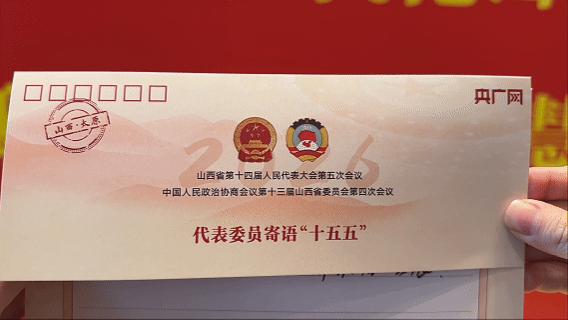 央广网
山西·太原
2026
山西省第十四届人民代表大会第五次会议
中国人民政治协商会议第十三届山西省委员会第四次会议
代表委员寄语“十五五”